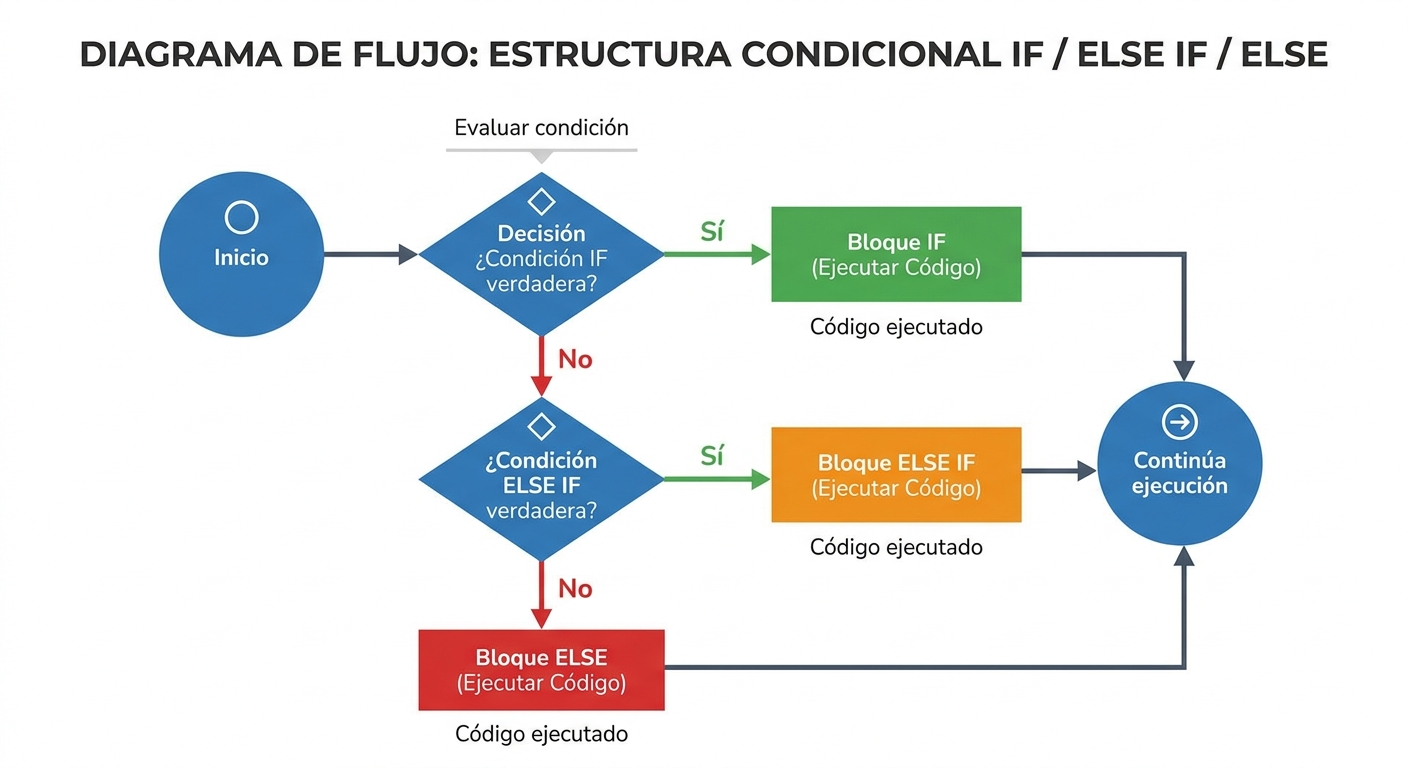 DIAGRAMA DE FLUJO: ESTRUCTURA CONDICIONAL IF / ELSE IF / ELSE
Evaluar condición
Inicio
Decisión
¿Condición IF
verdadera?
Sí
Bloque IF
(Ejecutar Código)
Código ejecutado
No
¿Condición
ELSE IF
verdadera?
Sí
Bloque ELSE IF
(Ejecutar Código)
Código ejecutado
Continúa
ejecución
No
Bloque ELSE
(Ejecutar Código)
Código ejecutado